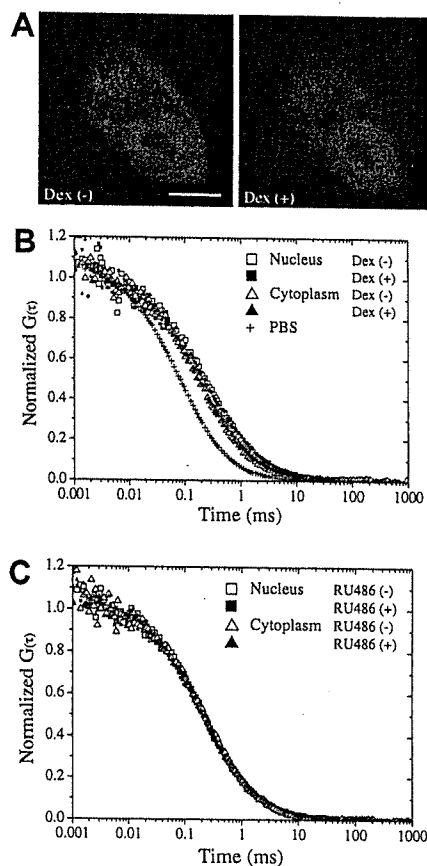 A
Dex (-)
Dex (+)
B
1.2
1.0
0.8
0.6
0.4
0.2
0.0
Normalized G(τ)
□ Nucleus Dex (-)
■ Dex (+)
△ Cytoplasm Dex (-)
▲ Dex (+)
+ PBS
0.001 0.01 0.1 1 10 100 1000
Time (ms)
C
1.2
1.0
0.8
0.6
0.4
0.2
0.0
Normalized G(τ)
□ Nucleus RU486 (-)
■ RU486 (+)
△ Cytoplasm RU486 (-)
▲ RU486 (+)
0.001 0.01 0.1 1 10 100 1000
Time (ms)